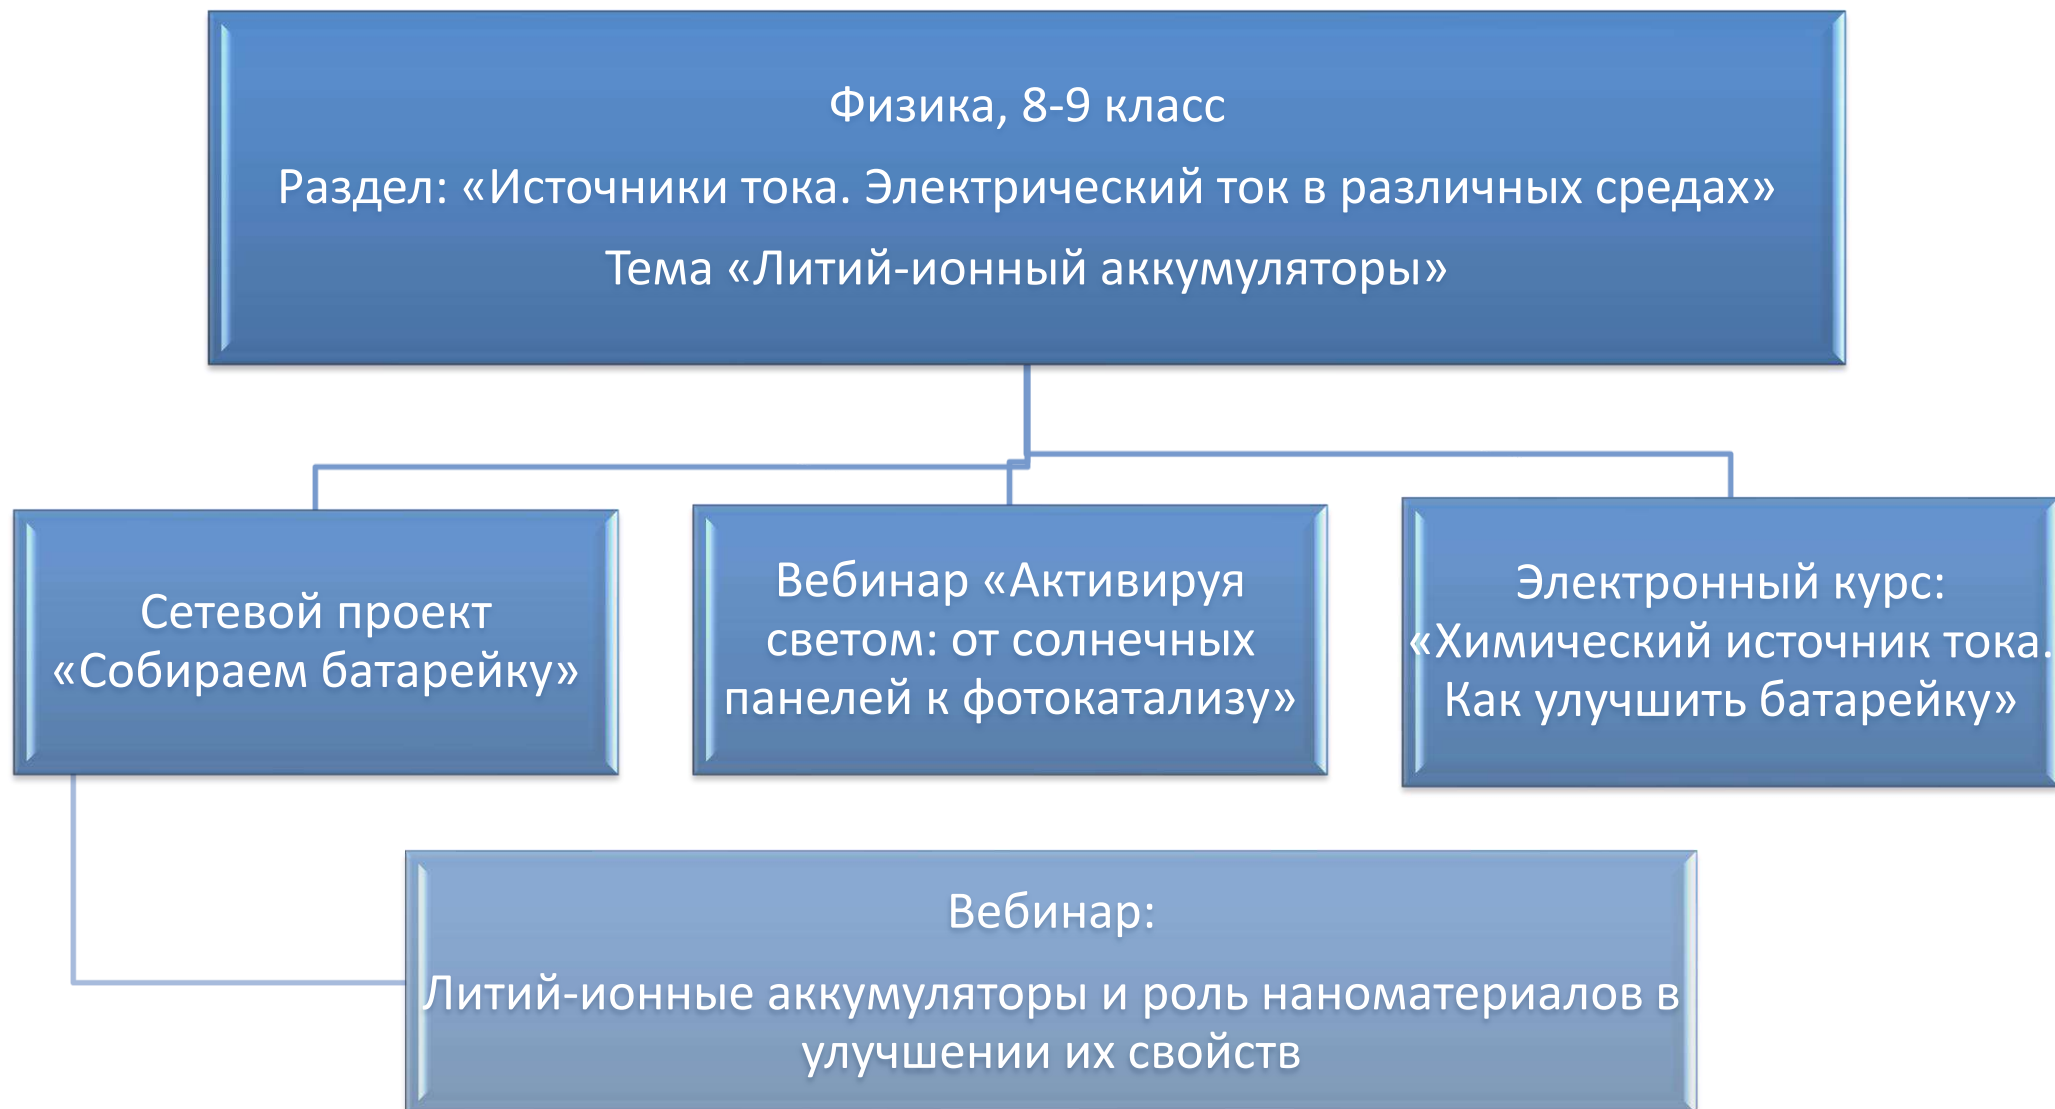 Физика, 8-9 класс
Раздел: «Источники тока. Электрический ток в различных средах»
Тема «Литий-ионный аккумуляторы»
Сетевой проект
«Собираем батарейку»
Вебинар «Активируя
светом: от солнечных
панелей к фотокатализу»
Электронный курс:
«Химический источник тока.
Как улучшить батарейку»
Вебинар:
Литий-ионные аккумуляторы и роль наноматериалов в
улучшении их свойств